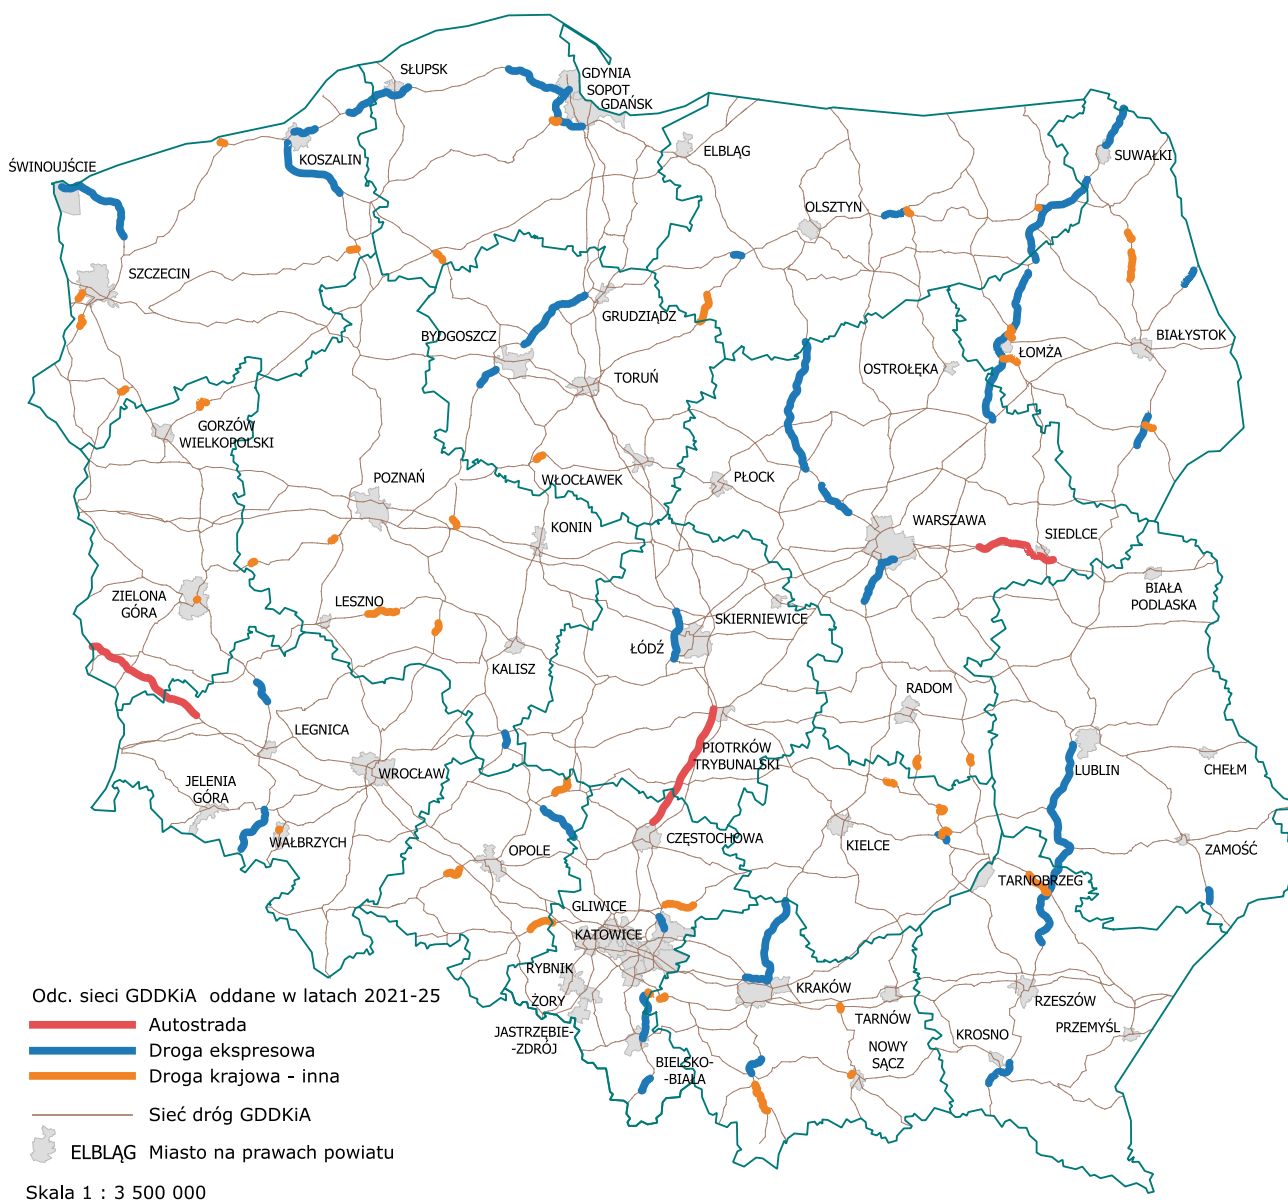 SŁUPSK
GDYNIA
SOPOT
GDAŃSK
ELBLĄG
SUWAŁKI
KOSZALIN
ŚWINOUJŚCIE
OLSZTYN
SZCZECIN
GRUDZIĄDZ
BYDGOSZCZ
BIAŁYSTOK
ŁOMŻA
OSTROŁĘKA
TORUŃ
GORZÓW
WIELKOPOLSKI
POZNAŃ
WŁOCŁAWEK
PŁOCK
KONIN
WARSZAWA
SIEDLCE
BIAŁA
PODLASKA
ZIELONA
GÓRA
LESZNO
SKIERNIEWICE
ŁÓDŹ
KALISZ
RADOM
LEGNICA
PIOTRKÓW
TRYBUNALSKI
LUBLIN
CHEŁM
WROCŁAW
JELENIA
GÓRA
WAŁBRZYCH
CZĘSTOCHOWA
KIELCE
OPOLE
ZAMOŚĆ
TARNOBRZEG
GLIWICE
KATOWICE
RYBNIK
ŻORY
KRAKÓW
TARNÓW
RZESZÓW
PRZEMYŚL
KROSNO
JASTRZĘBIE-
-ZDRÓJ
NOWY
SĄCZ
BIELSKO-
-BIAŁA
Odc. sieci GDDKiA oddane w latach 2021-25
Autostrada
Droga ekspresowa
Droga krajowa - inna
Sieć dróg GDDKiA
ELBLĄG Miasto na prawach powiatu
Skala 1 : 3 500 000